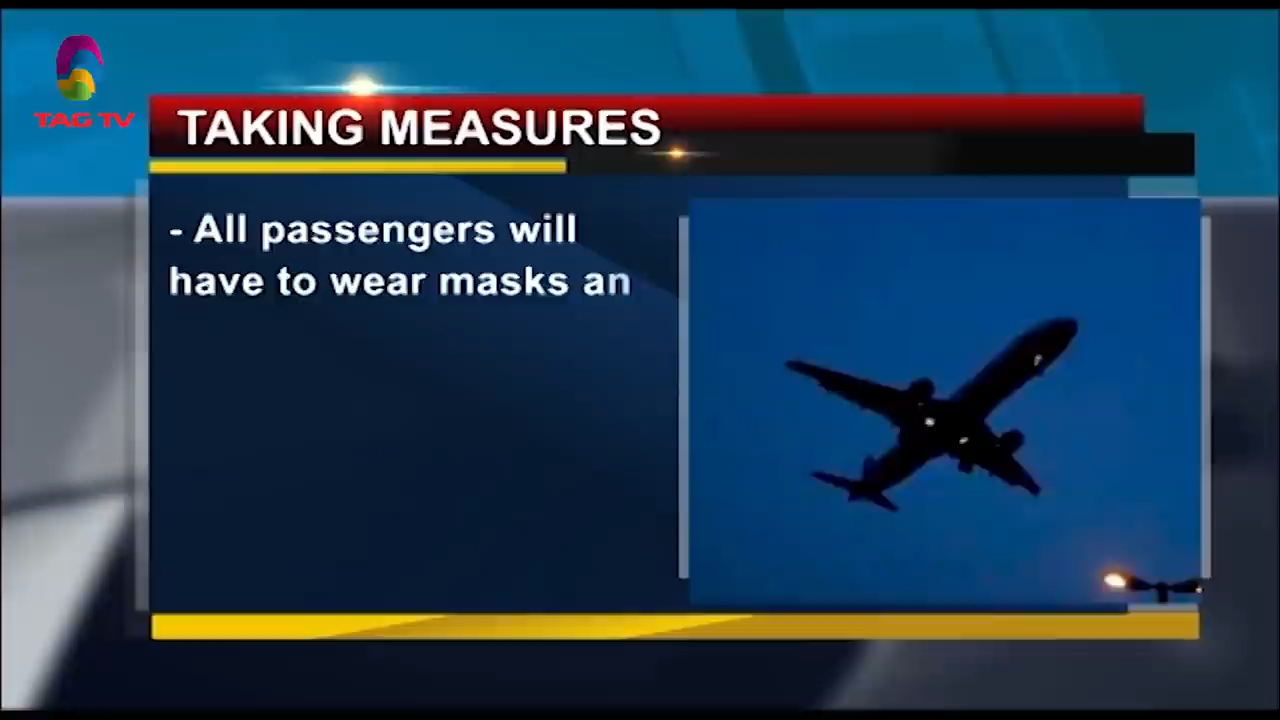 TAG TV
TAKING MEASURES
- All passengers will
have to wear masks an